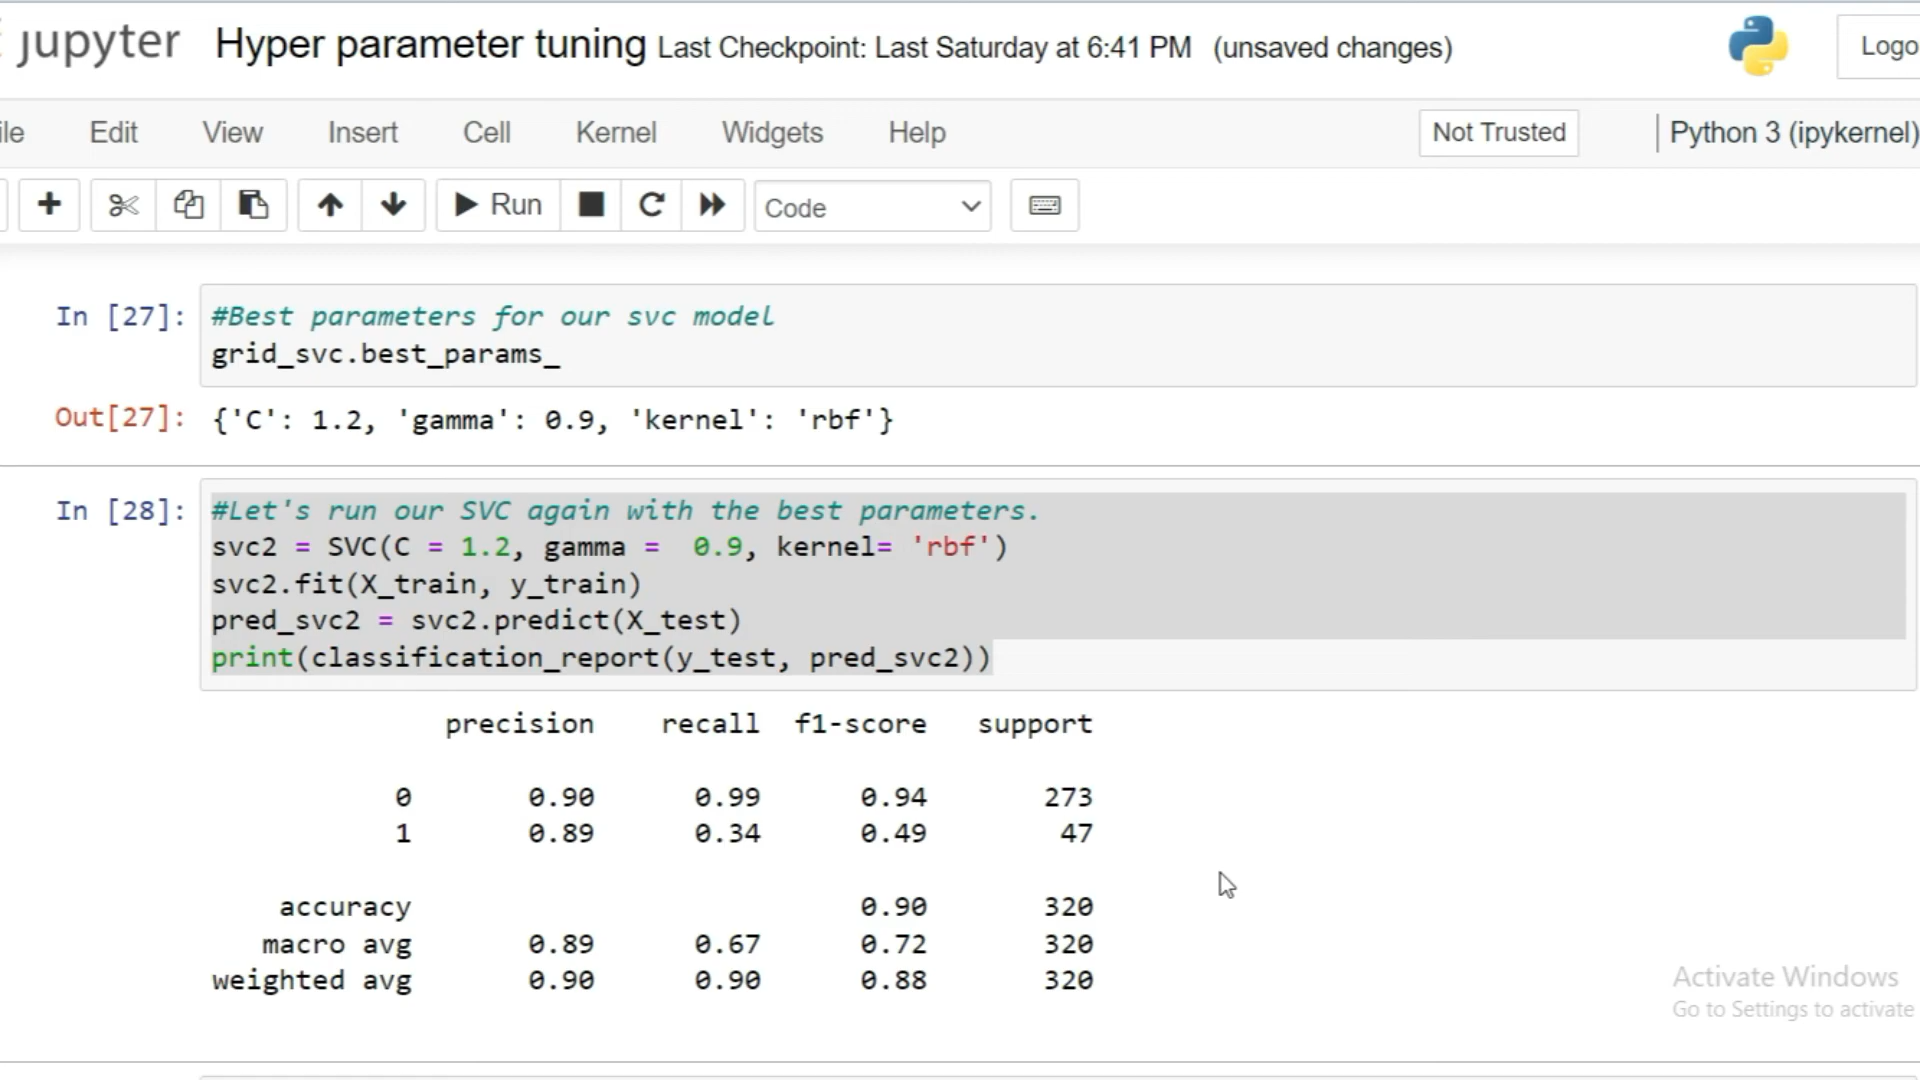 jupyter Hyper parameter tuning Last Checkpoint: Last Saturday at 6:41 PM (unsaved changes) Logo
ile Edit View Insert Cell Kernel Widgets Help Not Trusted Python 3 (ipykernel)
Run Code
In [27]: #Best parameters for our svc model
grid_svc.best_params_
Out[27]: {'C': 1.2, 'gamma': 0.9, 'kernel': 'rbf'}
In [28]: #Let's run our SVC again with the best parameters.
svc2 = SVC(C = 1.2, gamma =  0.9, kernel= 'rbf')
svc2.fit(X_train, y_train)
pred_svc2 = svc2.predict(X_test)
print(classification_report(y_test, pred_svc2))
precision recall f1-score support
0 0.90 0.99 0.94 273
1 0.89 0.34 0.49 47
accuracy 0.90 320
macro avg 0.89 0.67 0.72 320
weighted avg 0.90 0.90 0.88 320
Activate Windows
Go to Settings to activate